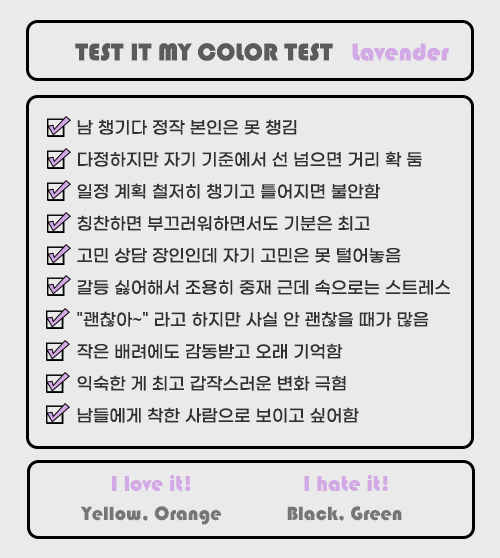 TEST IT MY COLOR TEST Lavender
남 챙기다 정작 본인은 못 챙김
다정하지만 자기 기준에서 선 넘으면 거리 확 둠
일정 계획 철저히 챙기고 틀어지면 불안함
칭찬하면 부끄러워하면서도 기분은 최고
고민 상담 장인인데 자기 고민은 못 털어놓음
갈등 싫어해서 조용히 중재 근데 속으로는 스트레스
"괜찮아~" 라고 하지만 사실 안 괜찮을 때가 많음
작은 배려에도 감동받고 오래 기억함
익숙한 게 최고 갑작스러운 변화 극혐
남들에게 착한 사람으로 보이고 싶어함
I love it! I hate it!
Yellow, Orange Black, Green